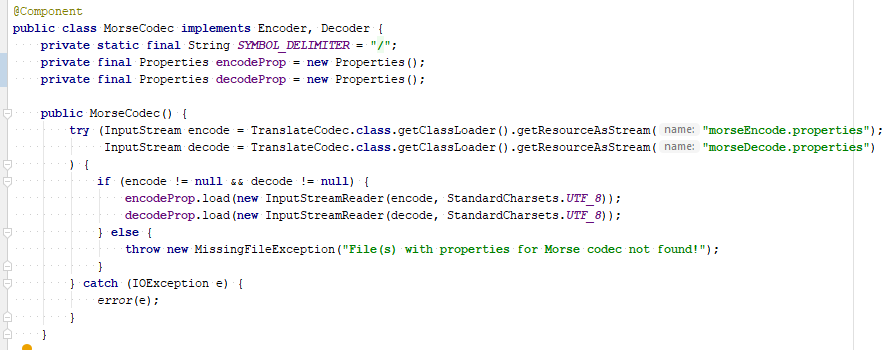 @Component
public class MorseCodec implements Encoder, Decoder {
    private static final String SYMBOL_DELIMITER = "/";
    private final Properties encodeProp = new Properties();
    private final Properties decodeProp = new Properties();

    public MorseCodec() {
        try (InputStream encode = TranslateCodec.class.getClassLoader().getResourceAsStream( name: "morseEncode.properties");
             InputStream decode = TranslateCodec.class.getClassLoader().getResourceAsStream( name: "morseDecode.properties")
        ) {
            if (encode != null && decode != null) {
                encodeProp.load(new InputStreamReader(encode, StandardCharsets.UTF_8));
                decodeProp.load(new InputStreamReader(decode, StandardCharsets.UTF_8));
            } else {
                throw new MissingFileException("File(s) with properties for Morse codec not found!");
            }
        } catch (IOException e) {
            error(e);
        }
    }